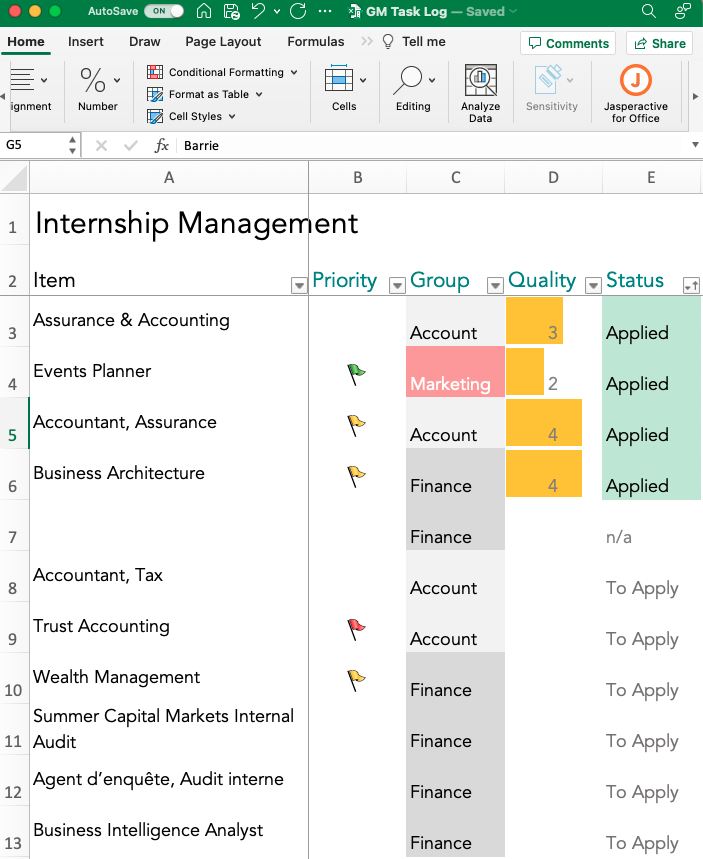 AutoSave ON GM Task Log — Saved
Home Insert Draw Page Layout Formulas Tell me Comments Share
ignment Number Conditional Formatting Format as Table Cell Styles Cells Editing Analyze Data Sensitivity Jasperactive for Office
G5 fx Barrie
A B C D E
1 Internship Management
2 Item Priority Group Quality Status
3 Assurance & Accounting Account 3 Applied
4 Events Planner Marketing 2 Applied
5 Accountant, Assurance Account 4 Applied
6 Business Architecture Finance 4 Applied
7 Finance n/a
8 Accountant, Tax Account To Apply
9 Trust Accounting Account To Apply
10 Wealth Management Finance To Apply
11 Summer Capital Markets Internal Audit Finance To Apply
12 Agent d’enquête, Audit interne Finance To Apply
13 Business Intelligence Analyst Finance To Apply